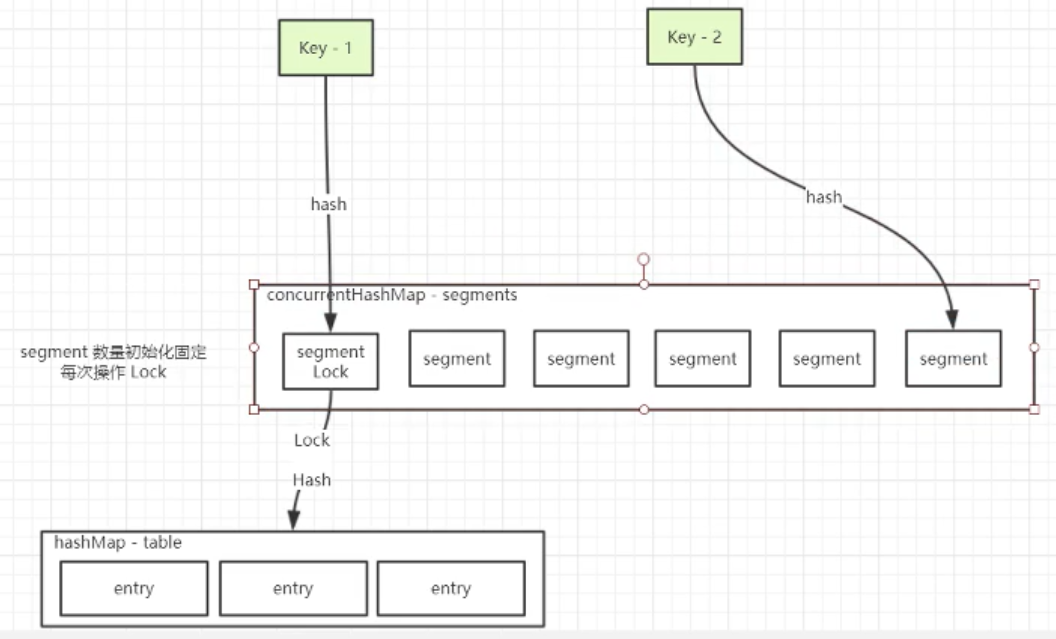 Key - 1
Key - 2
hash
hash
concurrentHashMap - segments
segment 数量初始化固定
每次操作 Lock
segment
Lock
segment
segment
segment
segment
segment
Lock
Hash
hashMap - table
entry
entry
entry